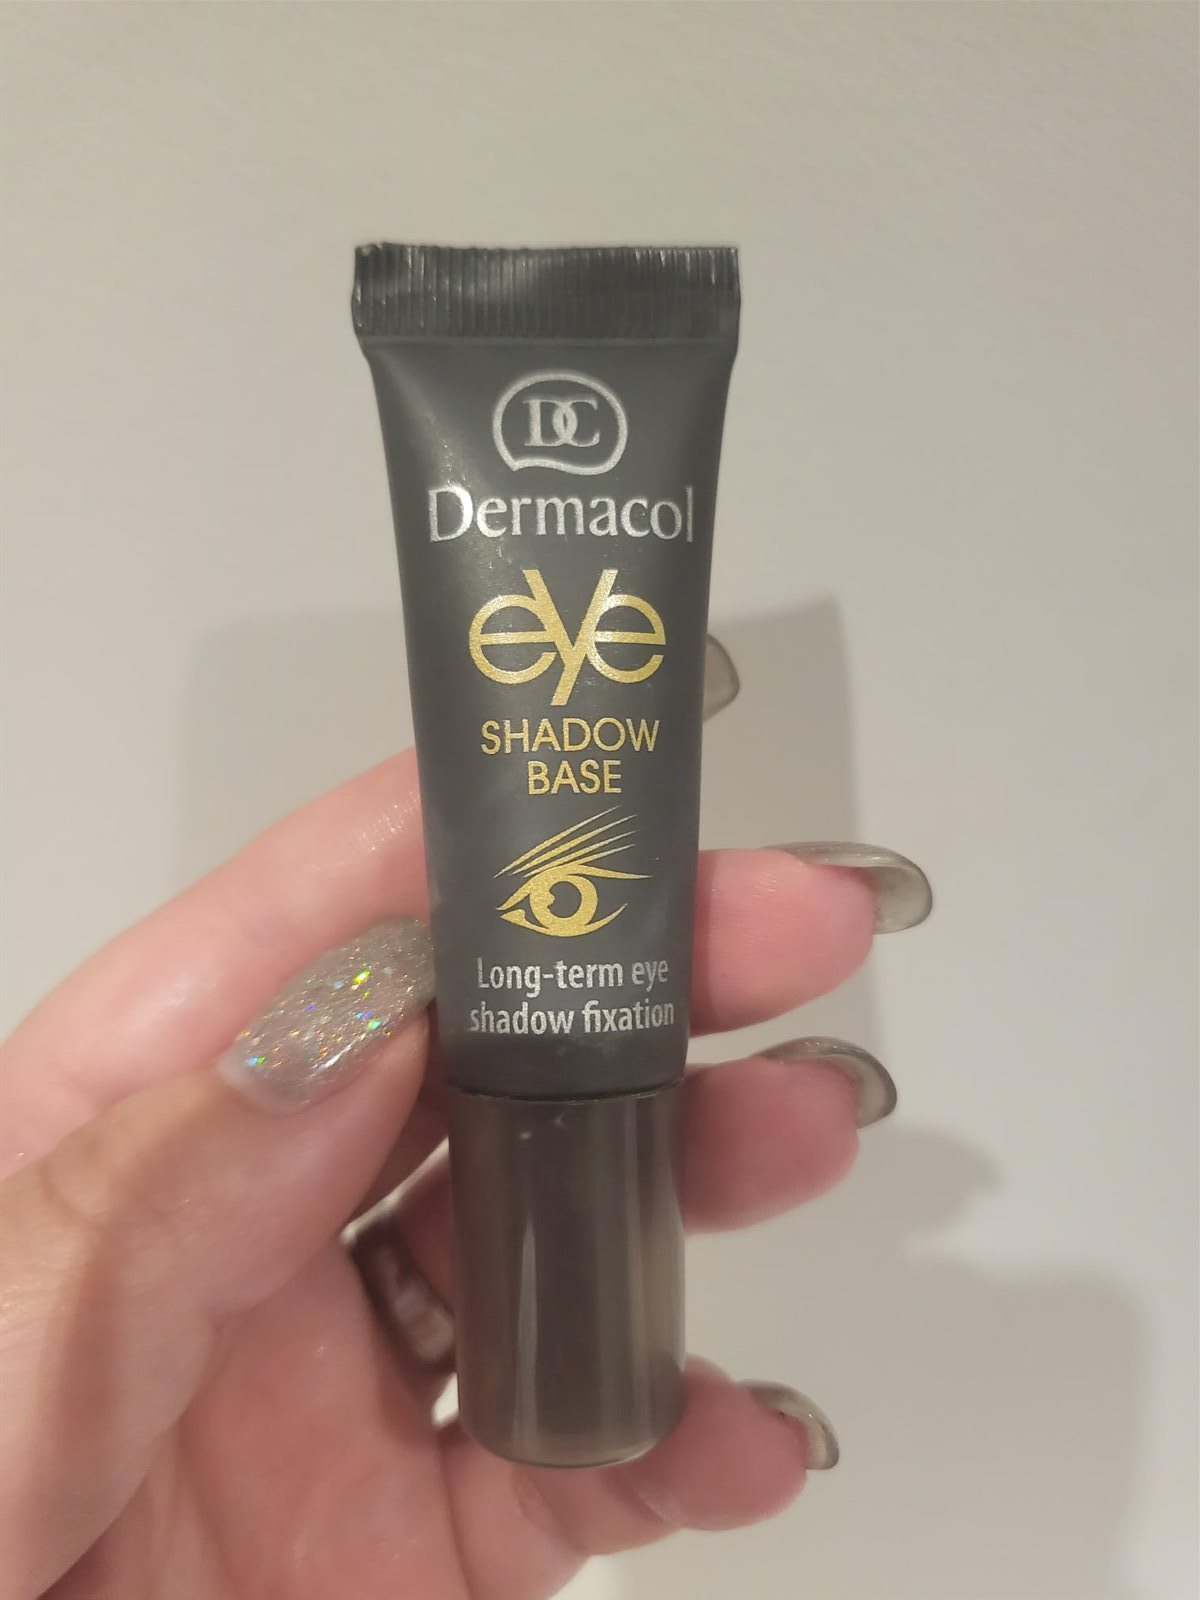 DC
Dermacol
eye
SHADOW
BASE
Long-term eye
shadow fixation